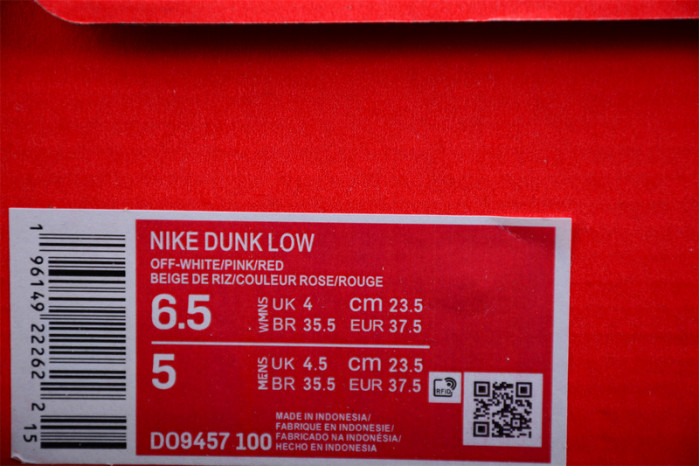 1 96149 22262 2 15
NIKE DUNK LOW
OFF-WHITE/PINK/RED
BEIGE DE RIZ/COULEUR ROSE/ROUGE
6.5 WMNS UK 4 cm 23.5
BR 35.5 EUR 37.5
5 MENS UK 4.5 cm 23.5
BR 35.5 EUR 37.5
RFID
DO9457 100
MADE IN INDONESIA/
FABRIQUE EN INDONESIE/
FABRICADO NA INDONÉSIA/
HECHO EN INDONESIA